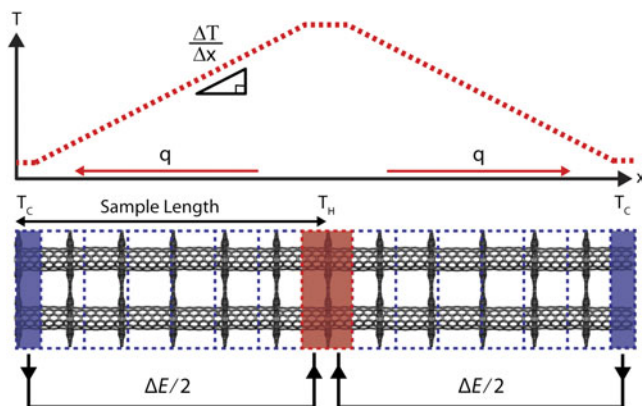 T
ΔT
Δx
q q
x
T_C Sample Length T_H T_C
ΔE/2 ΔE/2